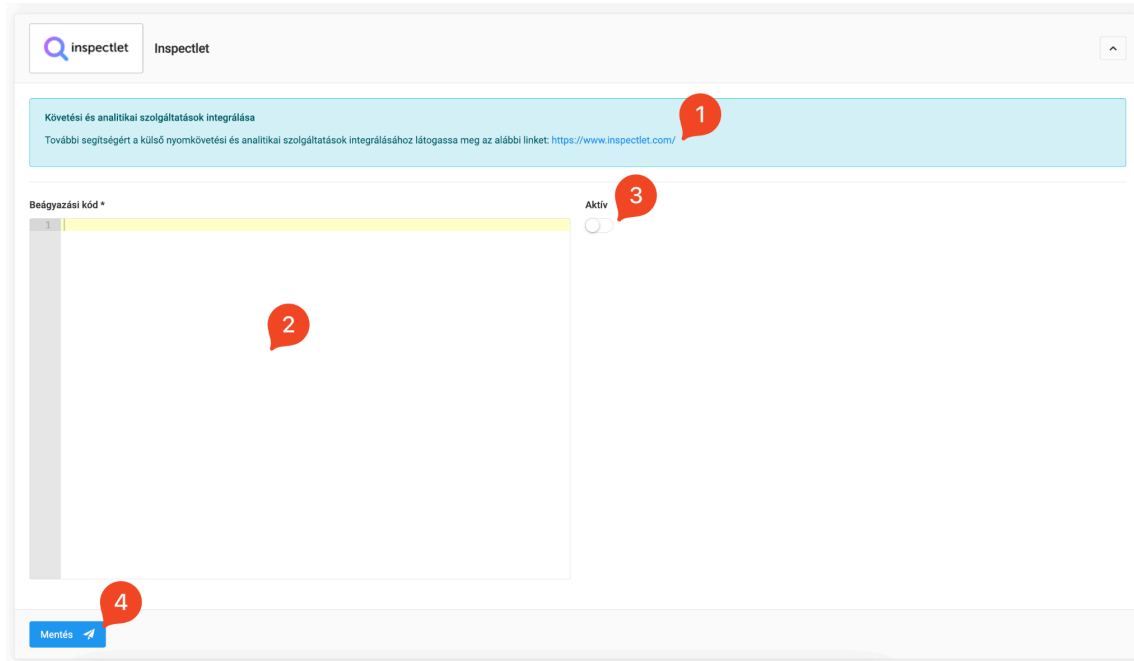 inspectlet Inspectlet
Követési és analitikai szolgáltatások integrálása
1
További segítségért a külső nyomkövetési és analitikai szolgáltatások integrálásához látogassa meg az alábbi linket: https://www.inspectlet.com/
Beágyazási kód *
Aktív
3
1
2
4
Mentés